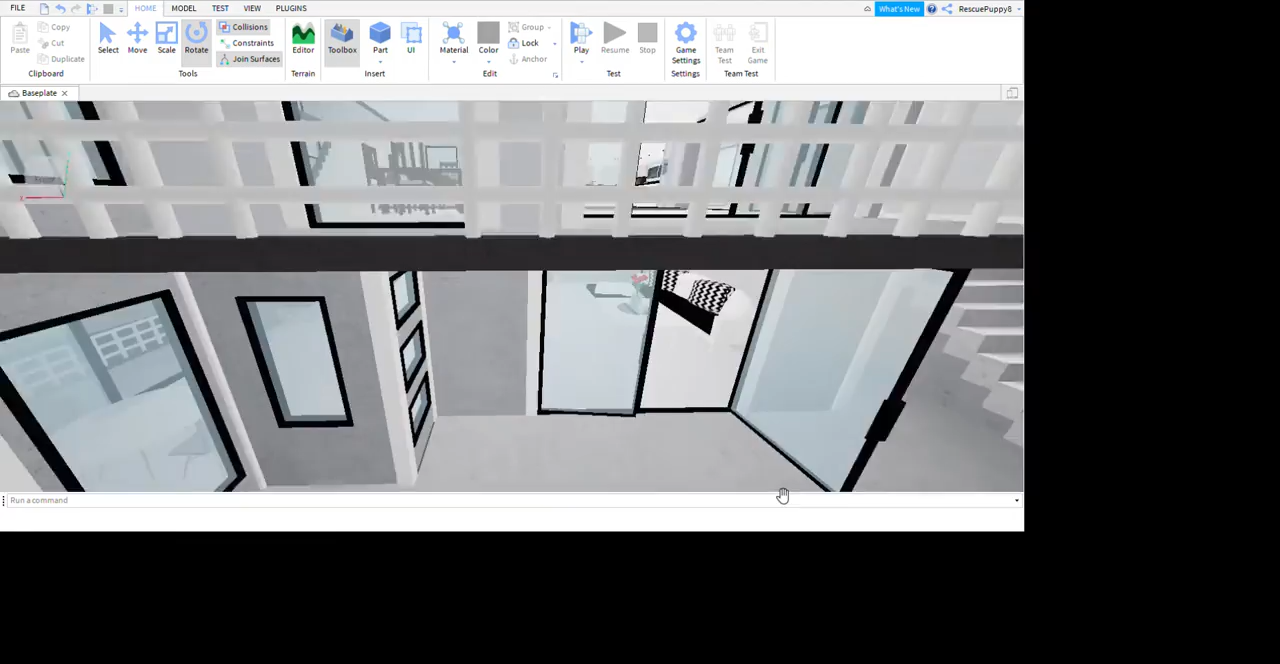 FILE HOME MODEL TEST VIEW PLUGINS What's New RescuePuppy8
Paste Copy Cut Duplicate Clipboard
Select Move Scale Rotate Collisions Constraints Join Surfaces Tools
Editor Terrain
Toolbox Part UI Insert
Material Color Group Lock Anchor Edit
Play Resume Stop Test
Game Settings Settings
Team Test Exit Game Team Test
Baseplate
Run a command